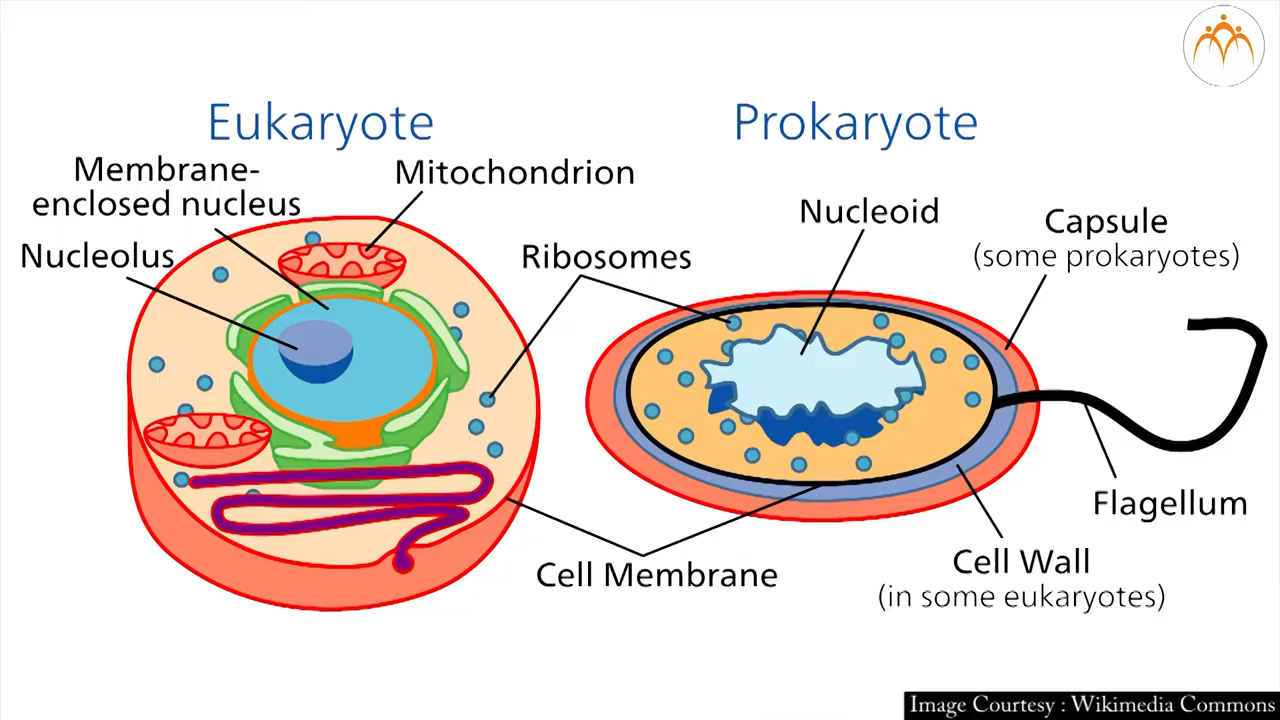 Eukaryote
Prokaryote
Membrane-
enclosed nucleus
Mitochondrion
Nucleolus
Ribosomes
Nucleoid
Capsule
(some prokaryotes)
Flagellum
Cell Membrane
Cell Wall
(in some eukaryotes)
Image Courtesy : Wikimedia Commons